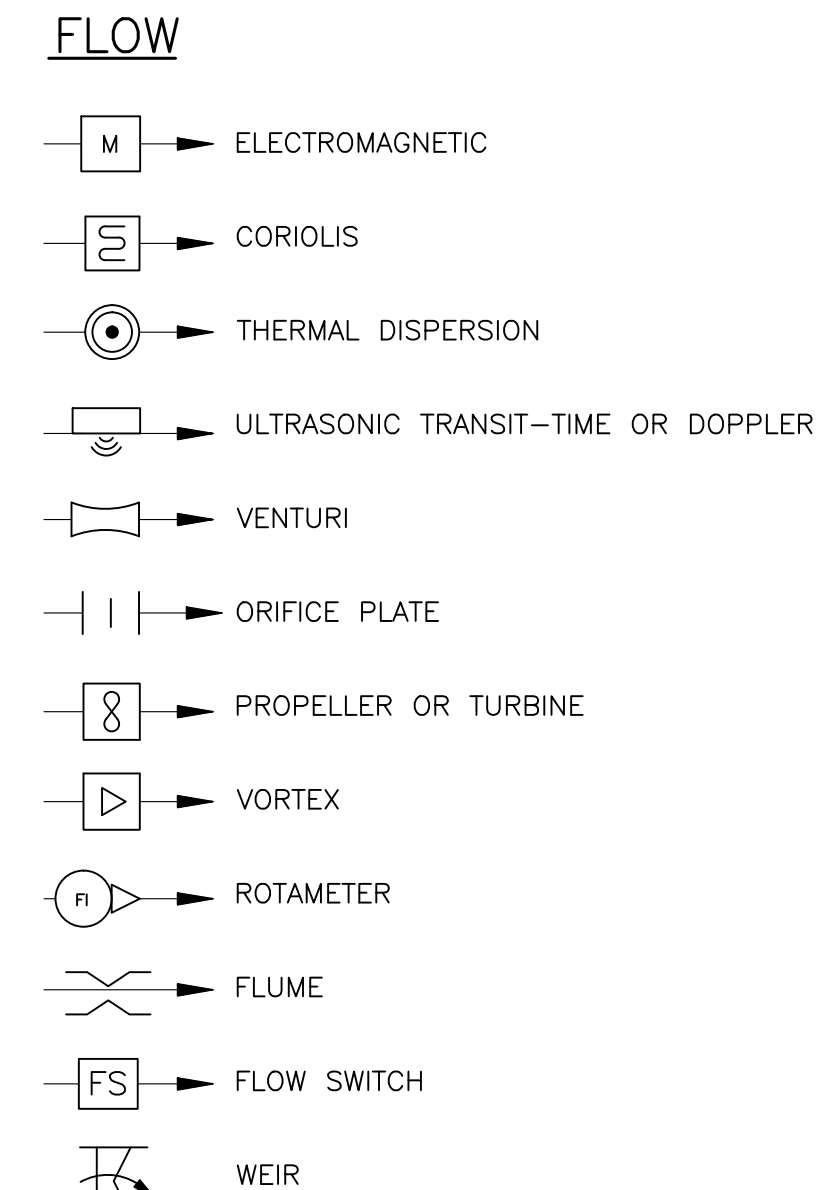 FLOW
M ELECTROMAGNETIC
CORIOLIS
THERMAL DISPERSION
ULTRASONIC TRANSIT-TIME OR DOPPLER
VENTURI
ORIFICE PLATE
PROPELLER OR TURBINE
VORTEX
FI ROTAMETER
FLUME
FS FLOW SWITCH
WEIR